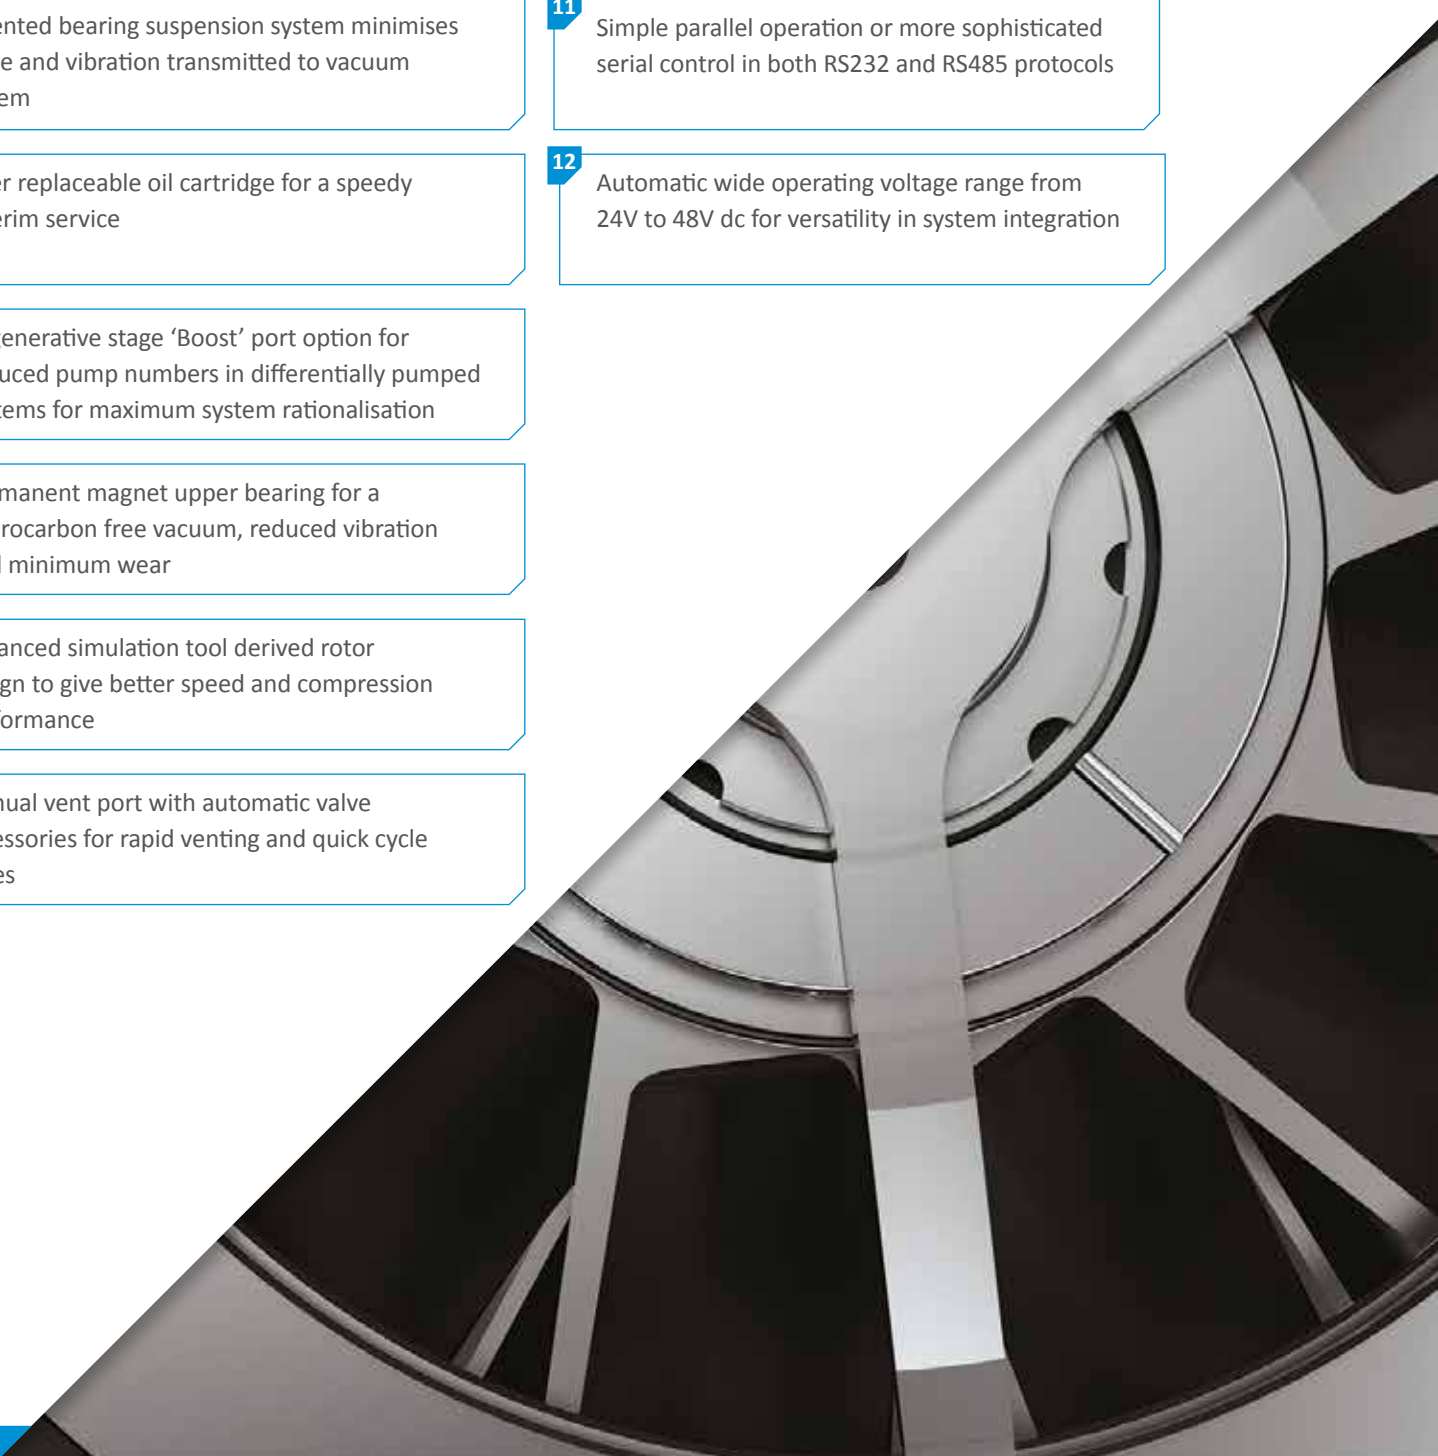 ented bearing suspension system minimises
e and vibration transmitted to vacuum
em
r replaceable oil cartridge for a speedy
erim service
enerative stage ‘Boost’ port option for
uced pump numbers in differentially pumped
tems for maximum system rationalisation
manent magnet upper bearing for a
rocarbon free vacuum, reduced vibration
minimum wear
anced simulation tool derived rotor
gn to give better speed and compression
formance
nual vent port with automatic valve
essories for rapid venting and quick cycle
es
11
Simple parallel operation or more sophisticated
serial control in both RS232 and RS485 protocols
12
Automatic wide operating voltage range from
24V to 48V dc for versatility in system integration